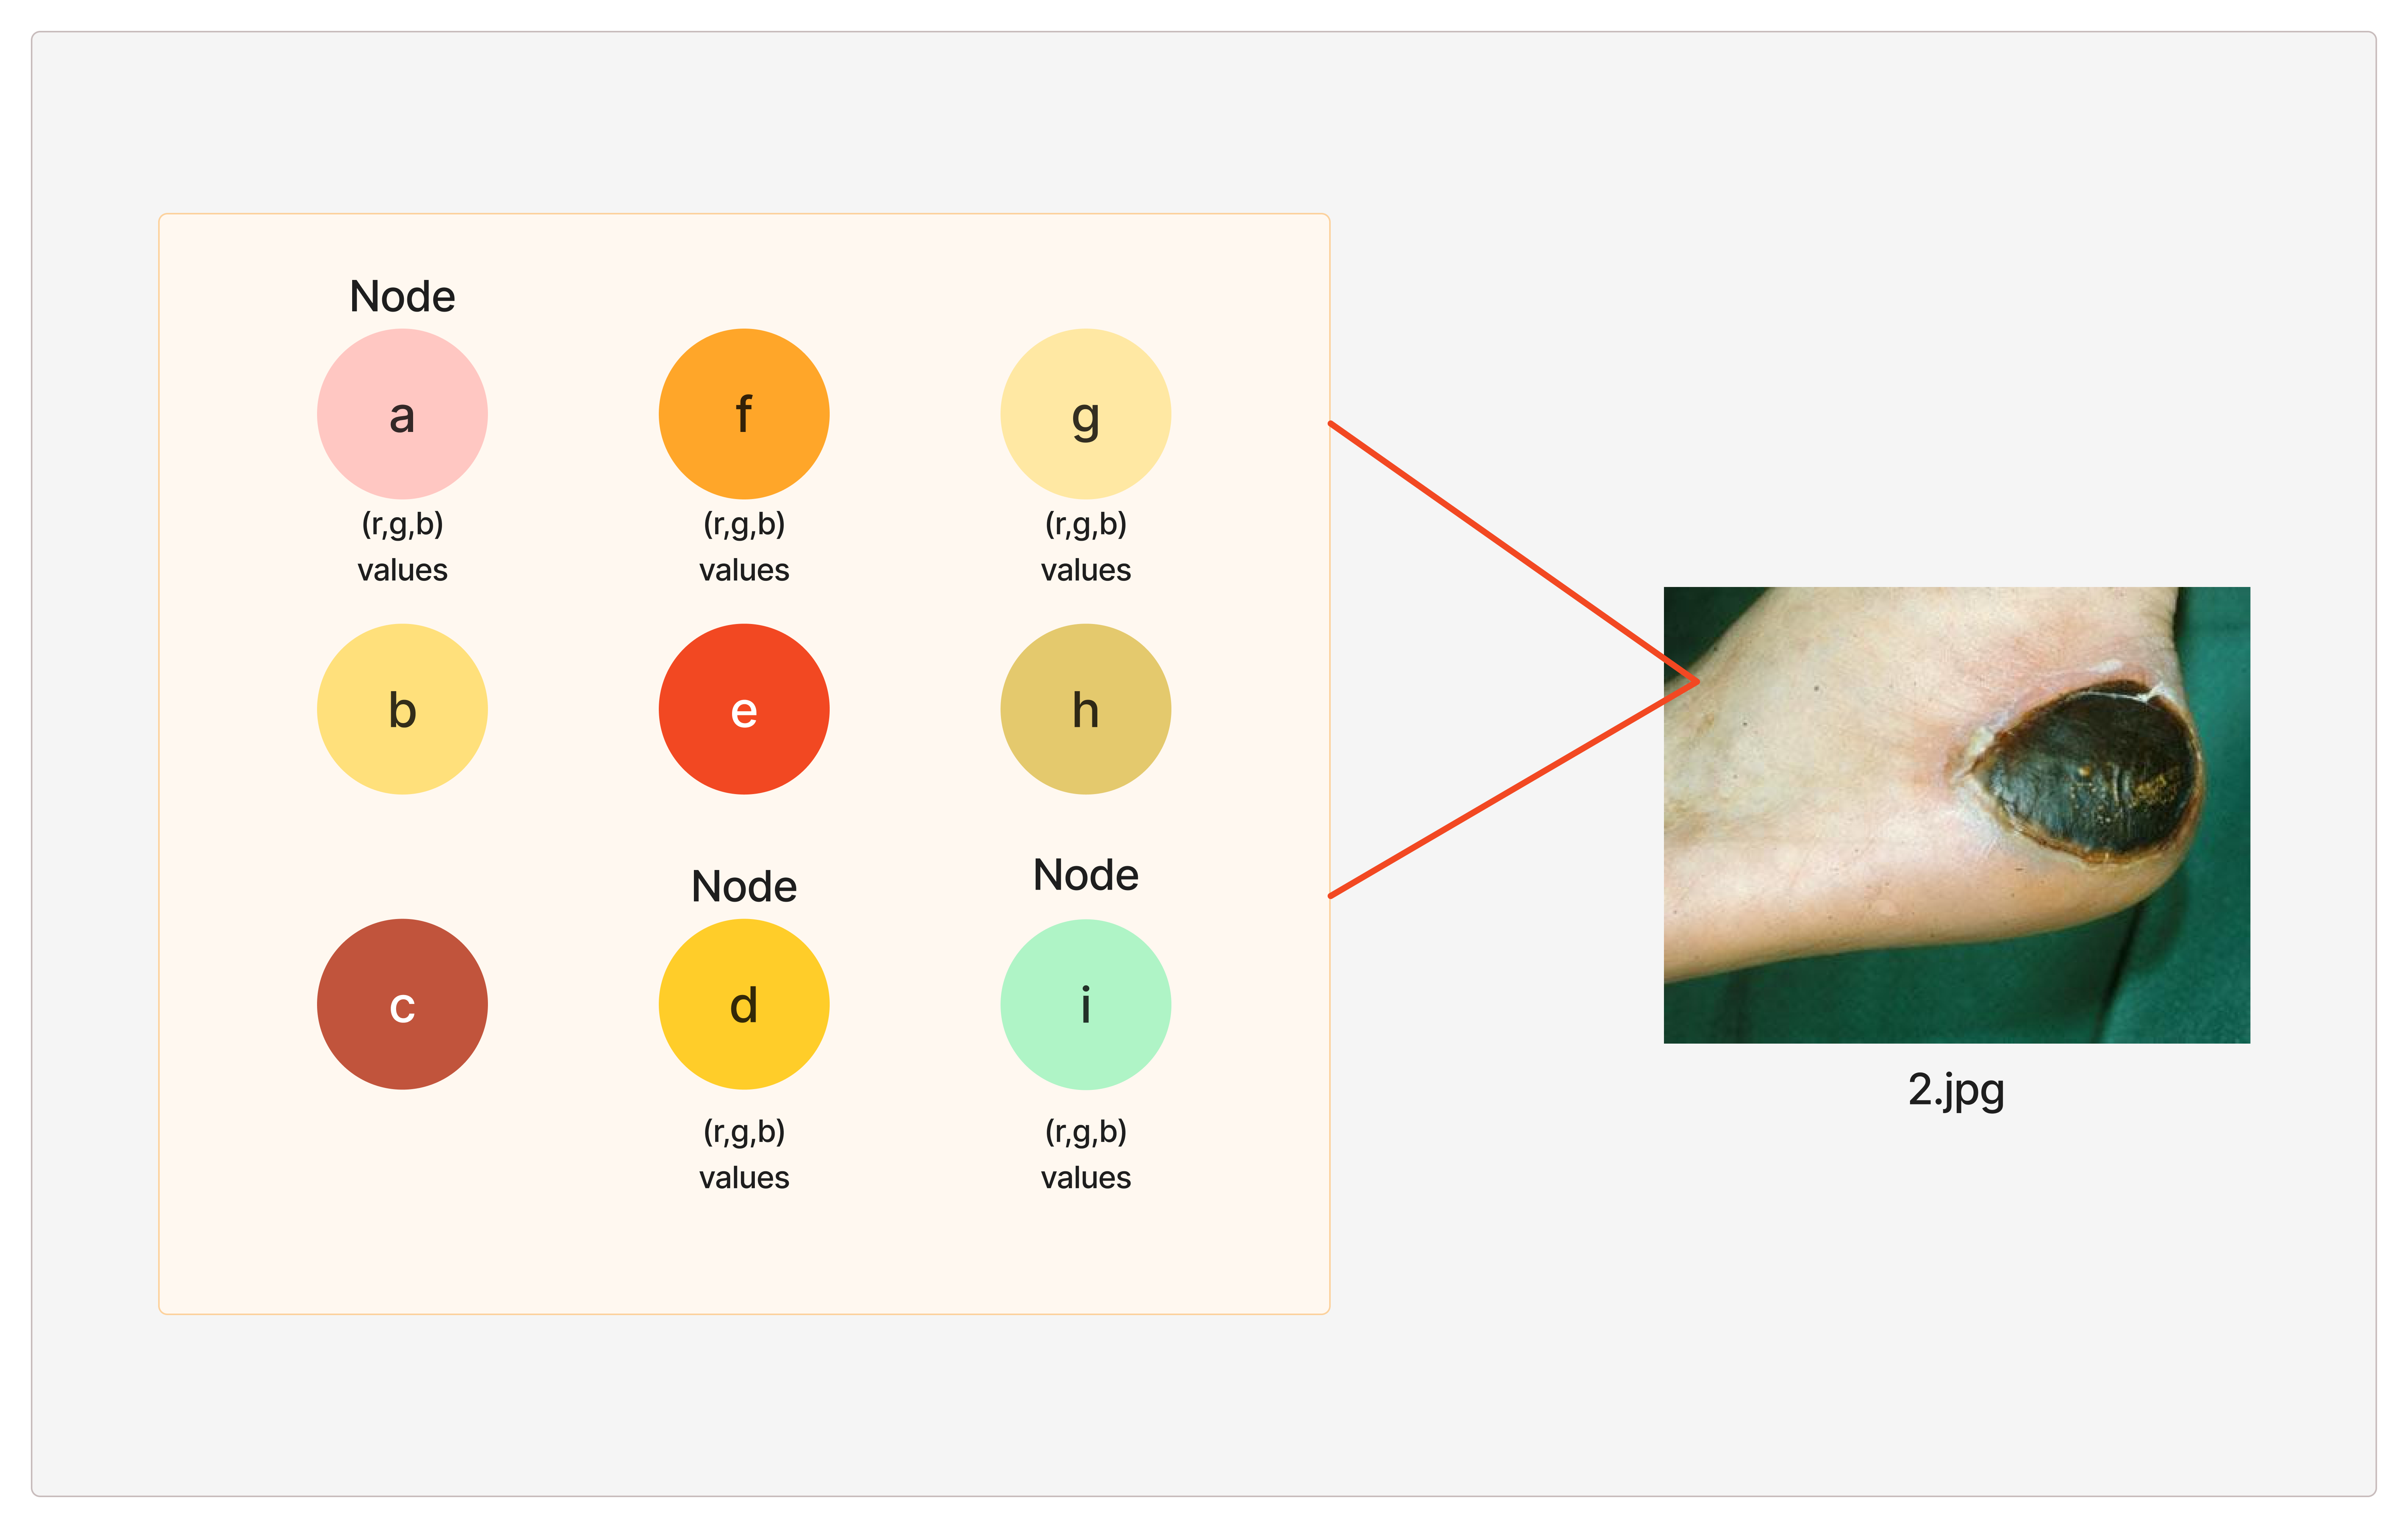 Node
a
f
g
(r,g,b)
values
(r,g,b)
values
(r,g,b)
values
b
e
h
Node
Node
c
d
i
(r,g,b)
values
(r,g,b)
values
2.jpg